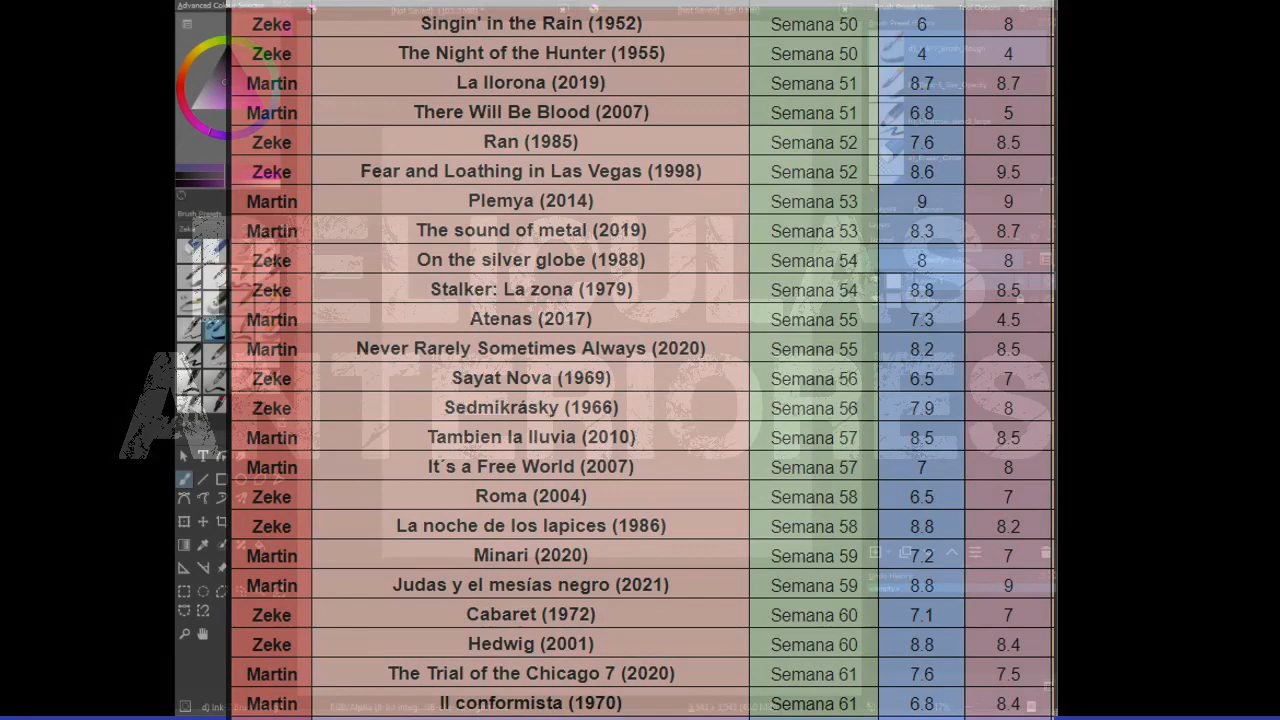 Advanced Colour Selector
Zeke Singin' in the Rain (1952) Semana 50 6 8
Zeke The Night of the Hunter (1955) Semana 50 4 4
Martin La llorona (2019) Semana 51 8.7 8.7
Martin There Will Be Blood (2007) Semana 51 6.8 5
Zeke Ran (1985) Semana 52 7.6 8.5
Zeke Fear and Loathing in Las Vegas (1998) Semana 52 8.6 9.5
Martin Plemya (2014) Semana 53 9 9
Brush Presets
Martin The sound of metal (2019) Semana 53 8.3 8.7
Zeke On the silver globe (1988) Semana 54 8 8
PELICULAS
Zeke Stalker: La zona (1979) Semana 54 8.8 8.5
Martin Atenas (2017) Semana 55 7.3 4.5
Martin Never Rarely Sometimes Always (2020) Semana 55 8.2 8.5
Zeke Sayat Nova (1969) Semana 56 6.5 7
ANTERIORES
Zeke Sedmikrásky (1966) Semana 56 7.9 8
Martin Tambien la lluvia (2010) Semana 57 8.5 8.5
Martin It´s a Free World (2007) Semana 57 7 8
Zeke Roma (2004) Semana 58 6.5 7
Zeke La noche de los lapices (1986) Semana 58 8.8 8.2
Martin Minari (2020) Semana 59 7.2 7
Martin Judas y el mesías negro (2021) Semana 59 8.8 9
Zeke Cabaret (1972) Semana 60 7.1 7
Zeke Hedwig (2001) Semana 60 8.8 8.4
Martin The Trial of the Chicago 7 (2020) Semana 61 7.6 7.5
Martin Il conformista (1970) Semana 61 6.8 8.4